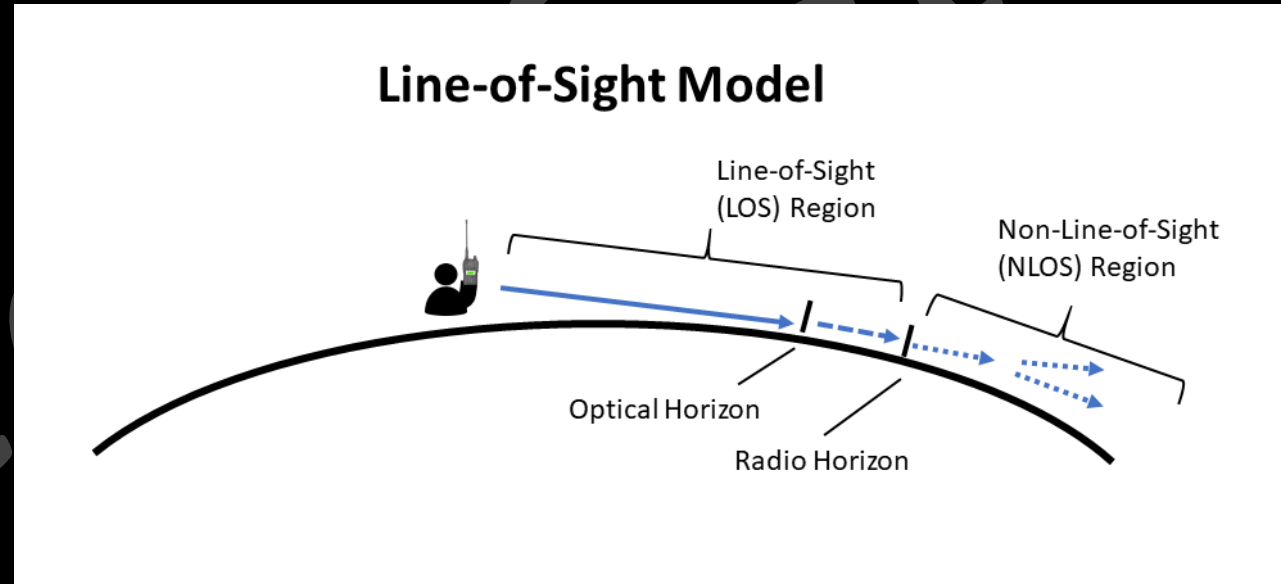 Line-of-Sight Model
Line-of-Sight
(LOS) Region
Non-Line-of-Sight
(NLOS) Region
Optical Horizon
Radio Horizon